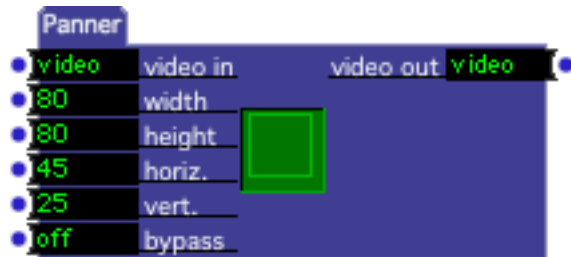 Panner
video video in video out video
80 width
80 height
45 horiz.
25 vert.
off bypass